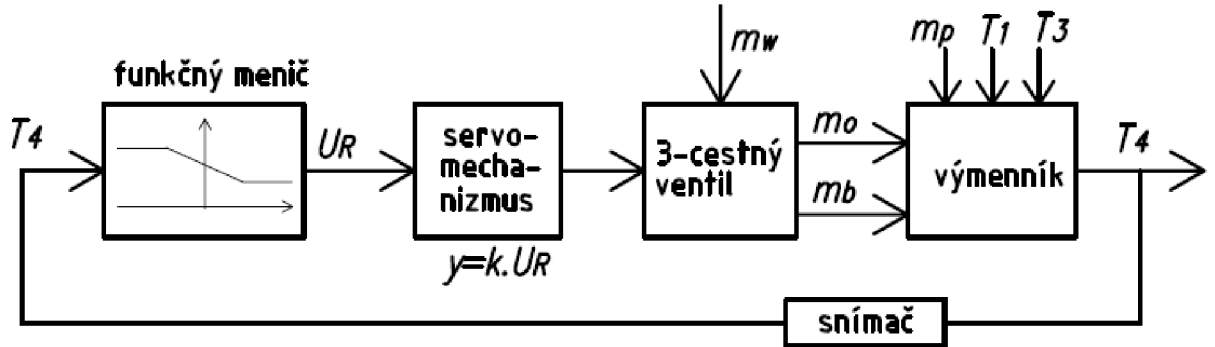 funkčný menič
T4
UR
servo-
mecha-
nizmus
y=k.UR
mw
3-cestný
ventil
mo
mb
mp
T1
T3
výmenník
T4
snímač